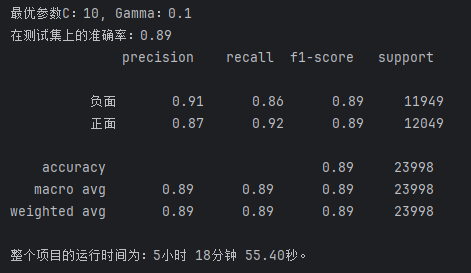 最优参数C：10, Gamma：0.1
在测试集上的准确率：0.89
precision recall f1-score support
负面 0.91 0.86 0.89 11949
正面 0.87 0.92 0.89 12049
accuracy 0.89 23998
macro avg 0.89 0.89 0.89 23998
weighted avg 0.89 0.89 0.89 23998
整个项目的运行时间为：5小时 18分钟 55.40秒。